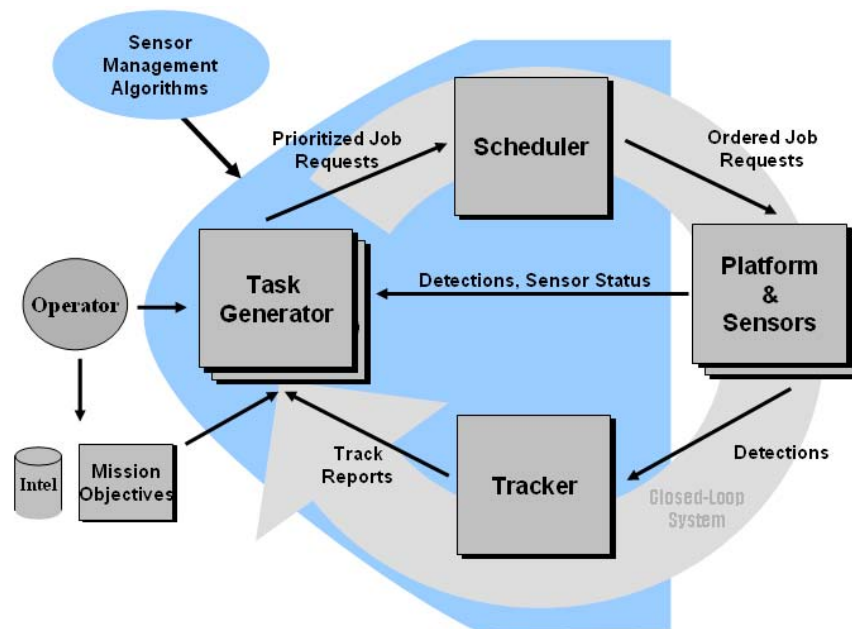 Sensor
Management
Algorithms
Prioritized Job
Requests
Scheduler
Ordered Job
Requests
Operator
Task
Generator
Detections, Sensor Status
Platform
&
Sensors
Intel
Mission
Objectives
Track
Reports
Tracker
Detections
Closed-Loop
System